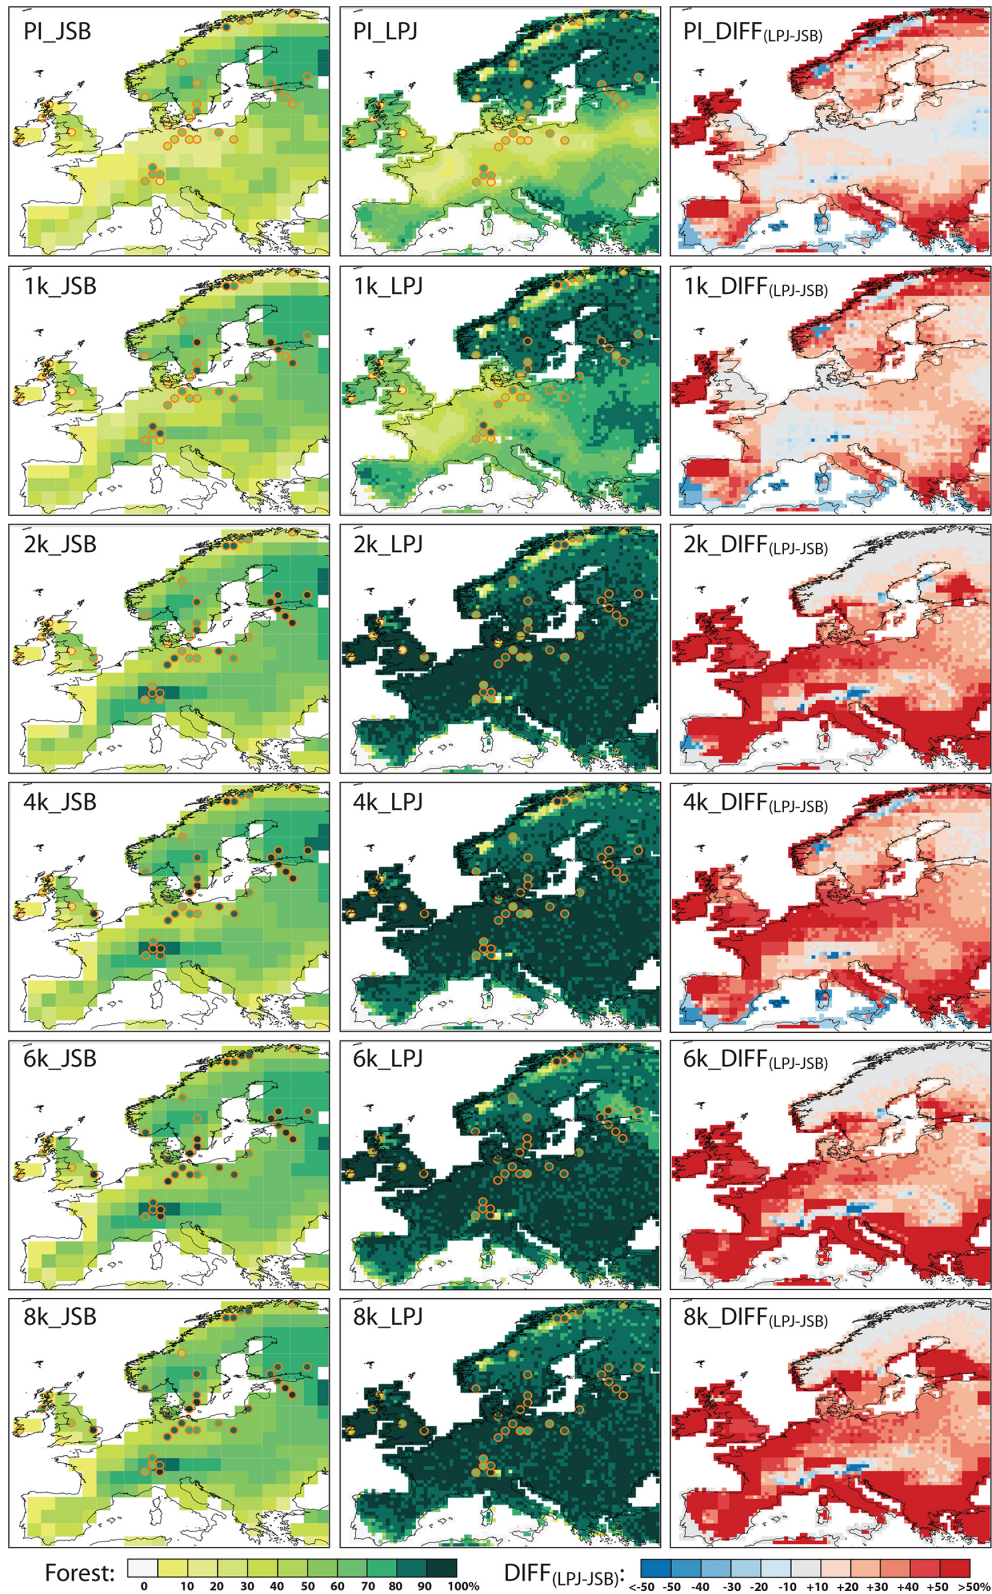 PI_JSB
PI_LPJ
PI_DIFF(LPJ-JSB)
1k_JSB
1k_LPJ
1k_DIFF(LPJ-JSB)
2k_JSB
2k_LPJ
2k_DIFF(LPJ-JSB)
4k_JSB
4k_LPJ
4k_DIFF(LPJ-JSB)
6k_JSB
6k_LPJ
6k_DIFF(LPJ-JSB)
8k_JSB
8k_LPJ
8k_DIFF(LPJ-JSB)
Forest:
0 10 20 30 40 50 60 70 80 90 100%
DIFF(LPJ-JSB):
<-50 -50 -40 -30 -20 -10 +10 +20 +30 +40 +50 >50%